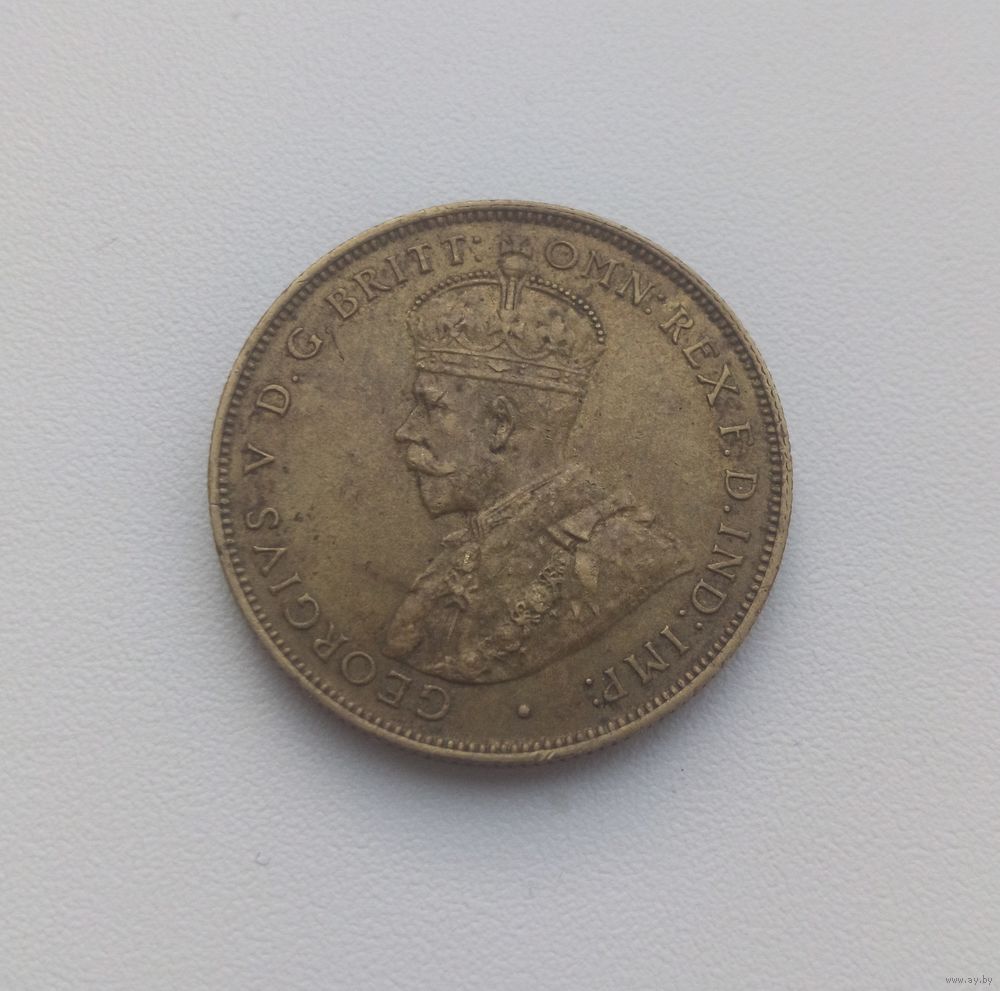 GEORGIVS V D.G.BRITT: OMN: REX F.D.IND: IMP:
www.ay.by